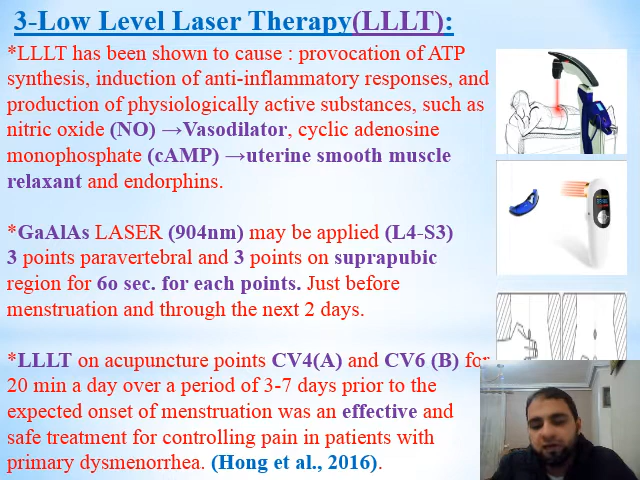 3-Low Level Laser Therapy(LLLT):
*LLLT has been shown to cause : provocation of ATP
synthesis, induction of anti-inflammatory responses, and
production of physiologically active substances, such as
nitric oxide (NO) →Vasodilator, cyclic adenosine
monophosphate (cAMP) →uterine smooth muscle
relaxant and endorphins.
*GaAlAs LASER (904nm) may be applied (L4-S3)
3 points paravertebral and 3 points on suprapubic
region for 6o sec. for each points. Just before
menstruation and through the next 2 days.
*LLLT on acupuncture points CV4(A) and CV6 (B) for
20 min a day over a period of 3-7 days prior to the
expected onset of menstruation was an effective and
safe treatment for controlling pain in patients with
primary dysmenorrhea. (Hong et al., 2016).